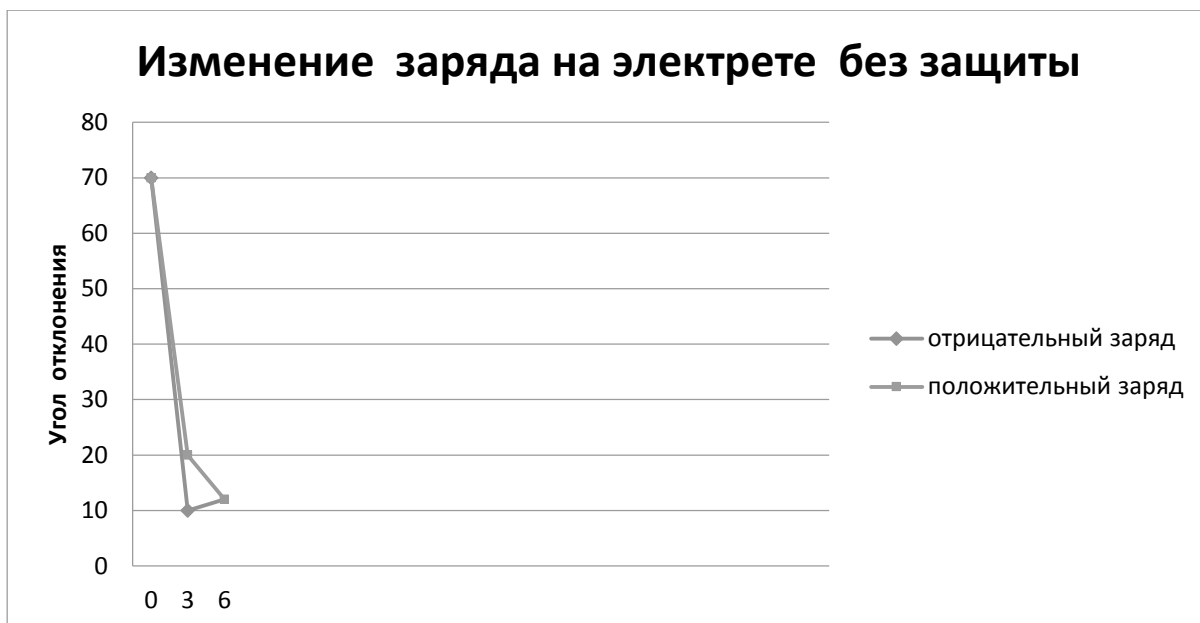 Изменение заряда на электрете без защиты
80
70
60
50
40
30
20
10
0
Угол отклонения
0 3 6
отрицательный заряд
положительный заряд